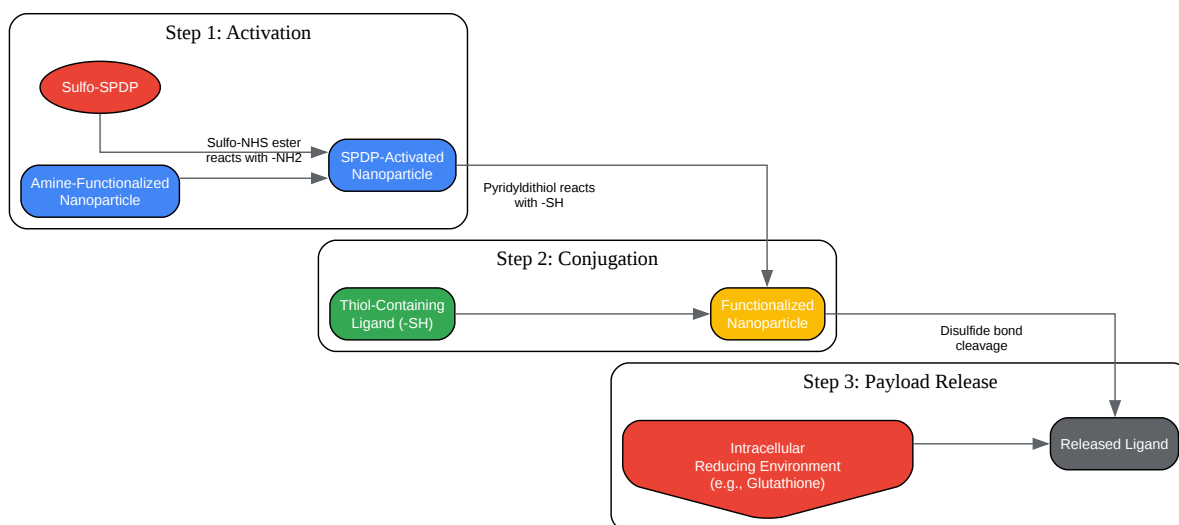 Step 1: Activation
Sulfo-SPDP
Sulfo-NHS ester
reacts with -NH2
SPDP-Activated
Nanoparticle
Amine-Functionalized
Nanoparticle
Pyridyldithiol reacts
with -SH
Step 2: Conjugation
Thiol-Containing
Ligand (-SH)
Functionalized
Nanoparticle
Disulfide bond
cleavage
Step 3: Payload Release
Intracellular
Reducing Environment
(e.g., Glutathione)
Released Ligand